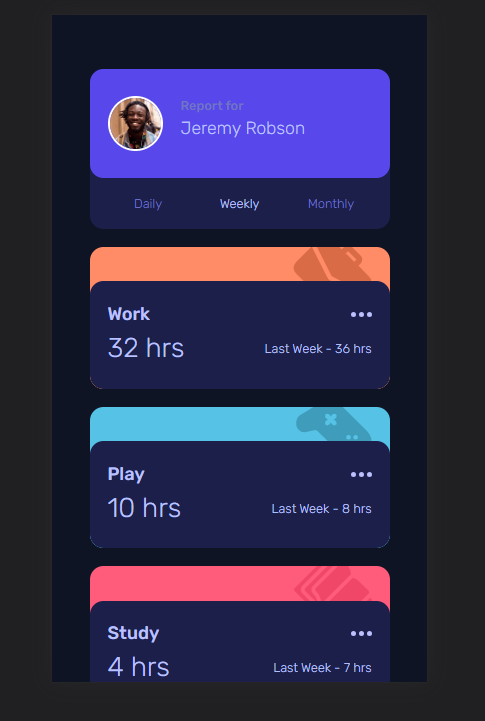 Report for
Jeremy Robson
Daily Weekly Monthly
Work
32 hrs Last Week - 36 hrs
Play
10 hrs Last Week - 8 hrs
Study
4 hrs Last Week - 7 hrs